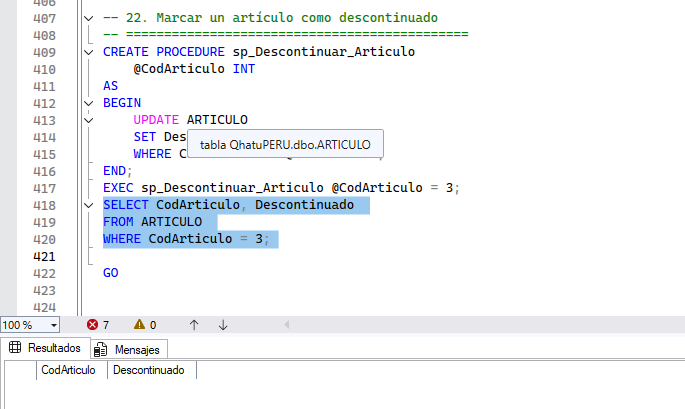 406
407 -- 22. Marcar un artículo como descontinuado
408 -- =============================================
409 CREATE PROCEDURE sp_Descontinuar_Articulo
410 @CodArticulo INT
411 AS
412 BEGIN
413 UPDATE ARTICULO
414 SET Des
tabla QhatuPERU.dbo.ARTICULO
415 WHERE C
416 END;
417 EXEC sp_Descontinuar_Articulo @CodArticulo = 3;
418 SELECT CodArticulo, Descontinuado
419 FROM ARTICULO
420 WHERE CodArticulo = 3;
421
422 GO
423
424
100 % 7 0
Resultados Mensajes
CodArticulo Descontinuado